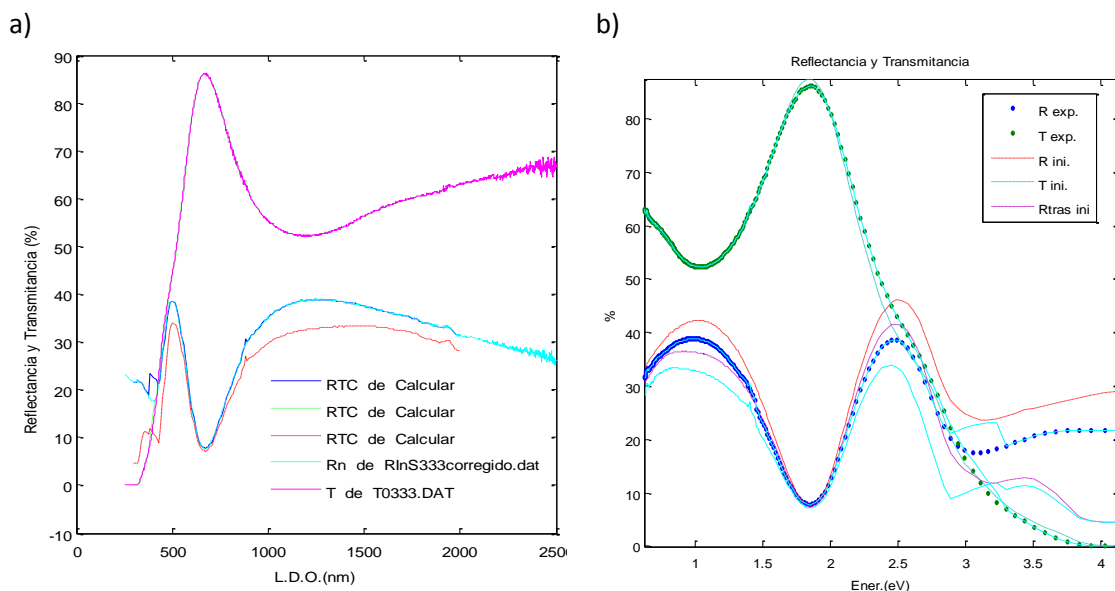 a)
90
80
70
60
50
40
30
20
10
0
-10
Reflectancia y Transmitancia (%)
0
500
1000
1500
2000
2500
L.D.O.(nm)
RTC de Calcular
RTC de Calcular
RTC de Calcular
Rn de RInS333corregido.dat
T de T0333.DAT
b)
Reflectancia y Transmitancia
80
70
60
50
40
30
20
10
0
%
1
1.5
2
2.5
3
3.5
4
Ener.(eV)
R exp.
T exp.
R ini.
T ini.
Rtras ini